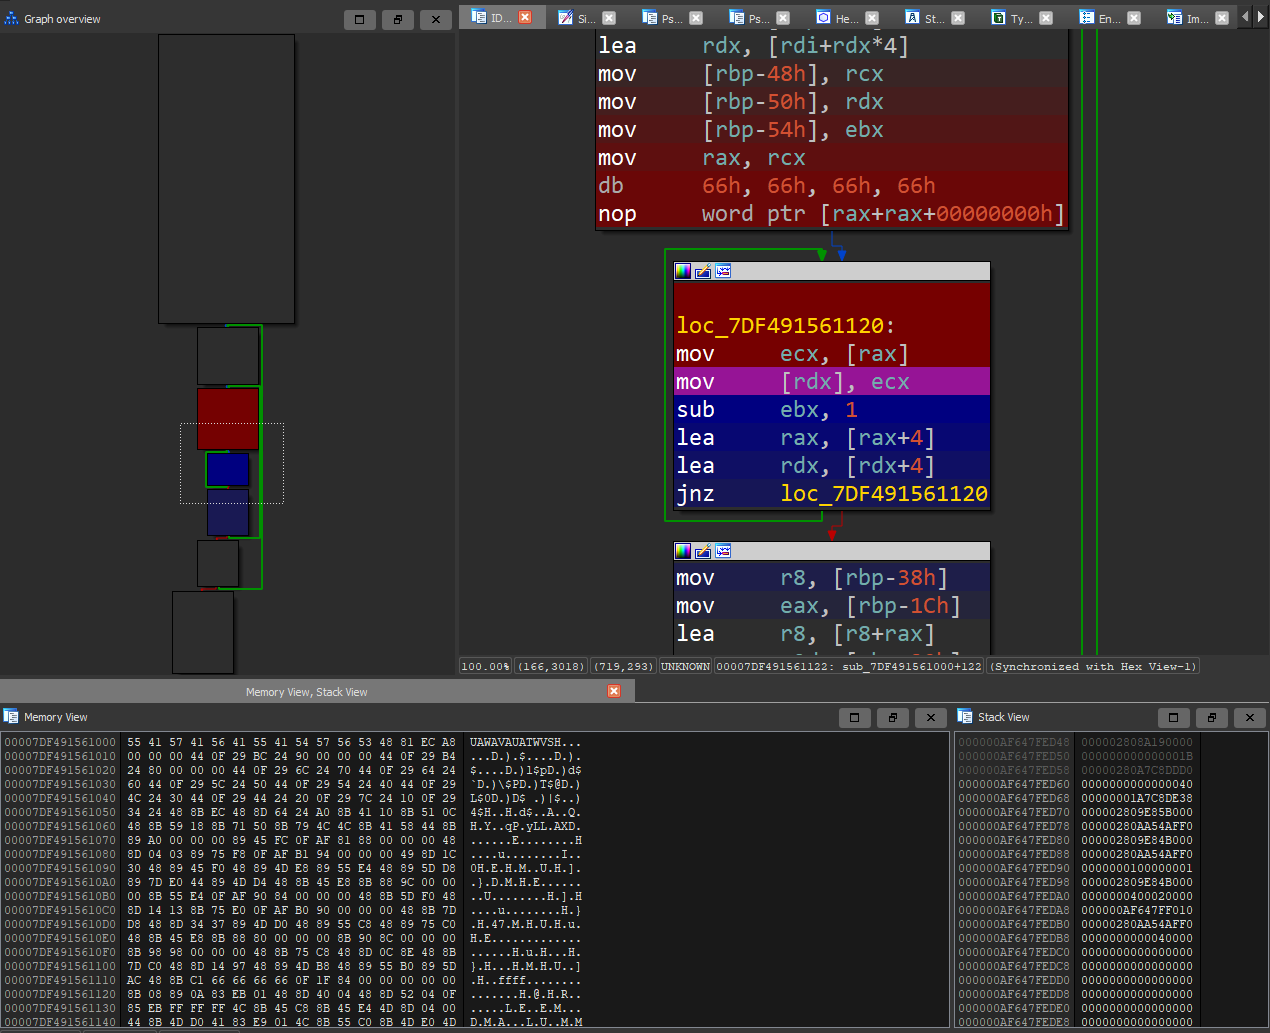 Graph overview
ID...
Si...
Ps...
Ps...
He...
St...
Ty...
En...
Im...
lea rdx, [rdi+rdx*4]
mov [rbp-48h], rcx
mov [rbp-50h], rdx
mov [rbp-54h], ebx
mov rax, rcx
db 66h, 66h, 66h, 66h
nop word ptr [rax+rax+00000000h]
loc_7DF491561120:
mov ecx, [rax]
mov [rdx], ecx
sub ebx, 1
lea rax, [rax+4]
lea rdx, [rdx+4]
jnz loc_7DF491561120
mov r8, [rbp-38h]
mov eax, [rbp-1Ch]
lea r8, [r8+rax]
100.00% (166,3018) (719,293) UNKNOWN 00007DF491561122: sub_7DF491561000+122 (Synchronized with Hex View-1)
Memory View, Stack View
Memory View
00007DF491561000 55 41 57 41 56 41 55 41 54 57 56 53 48 81 EC A8 UAWAVAUATWVSH...
00007DF491561010 00 00 00 44 0F 29 BC 24 90 00 00 00 44 0F 29 B4 ...D.).$....D.).
00007DF491561020 24 80 00 00 00 44 0F 29 6C 24 70 44 0F 29 64 24 $....D.)l$pD.)d$
00007DF491561030 60 44 0F 29 5C 24 50 44 0F 29 54 24 40 44 0F 29 `D.)\$PD.)T$@D.)
00007DF491561040 4C 24 30 44 0F 29 44 24 20 0F 29 7C 24 10 0F 29 L$0D.)D$ .)|$..)
00007DF491561050 34 24 48 8B EC 48 8D 64 24 A0 8B 41 10 8B 51 0C 4$H..H.d$..A..Q.
00007DF491561060 48 8B 59 18 8B 71 50 8B 79 4C 4C 8B 41 58 44 8B H.Y..qP.yLL.AXD.
00007DF491561070 89 A0 00 00 00 89 45 FC 0F AF 81 88 00 00 00 48 ......E........H
00007DF491561080 8D 04 03 89 75 F8 0F AF B1 94 00 00 00 49 8D 1C ....u........I..
00007DF491561090 30 48 89 45 F0 48 89 4D E8 89 55 E4 48 89 5D D8 0H.E.H.M..U.H.].
00007DF4915610A0 89 7D E0 44 89 4D D4 48 8B 45 E8 8B 88 9C 00 00 .}.D.M.H.E......
00007DF4915610B0 00 8B 55 E4 0F AF 90 84 00 00 00 48 8B 5D F0 48 ..U........H.].H
00007DF4915610C0 8D 14 13 8B 75 E0 0F AF B0 90 00 00 00 48 8B 7D ....u........H.}
00007DF4915610D0 D8 48 8D 34 37 89 4D D0 48 89 55 C8 48 89 75 C0 .H.47.M.H.U.H.u.
00007DF4915610E0 48 8B 45 E8 8B 88 80 00 00 00 8B 90 8C 00 00 00 H.E.............
00007DF4915610F0 8B 98 98 00 00 00 48 8B 75 C8 48 8D 0C 8E 48 8B ......H.u.H...H.
00007DF491561100 7D C0 48 8D 14 97 48 89 4D B8 48 89 55 B0 89 5D }.H...H.M.H.U..]
00007DF491561110 AC 48 8B C1 66 66 66 66 0F 1F 84 00 00 00 00 00 .H..ffff........
00007DF491561120 8B 08 89 0A 83 EB 01 48 8D 40 04 48 8D 52 04 0F .......H.@.H.R..
00007DF491561130 85 EB FF FF FF 4C 8B 45 C8 8B 45 E4 4D 8D 04 00 .....L.E..E.M...
00007DF491561140 44 8B 4D D0 41 83 E9 01 4C 8B 55 C0 8B 4D E0 4D D.M.A...L.U..M.M
Stack View
000000AF647FED48 000002808A190000
000000AF647FED50 000000000000001B
000000AF647FED58 00000280A7C8DDD0
000000AF647FED60 0000000000000040
000000AF647FED68 00000001A7C8DE38
000000AF647FED70 000002809E85B000
000000AF647FED78 00000280AA54AFF0
000000AF647FED80 000002809E84B000
000000AF647FED88 00000280AA54AFF0
000000AF647FED90 0000000100000001
000000AF647FED98 000002809E84B000
000000AF647FEDA0 0000000400020000
000000AF647FEDA8 000000AF647FF010
000000AF647FEDB0 00000280AA54AFF0
000000AF647FEDB8 0000000000040000
000000AF647FEDC0 0000000000000000
000000AF647FEDC8 0000000000000000
000000AF647FEDD0 0000000000000000
000000AF647FEDD8 0000000000000000
000000AF647FEDE0 0000000000000000
000000AF647FEDE8 0000000000000000